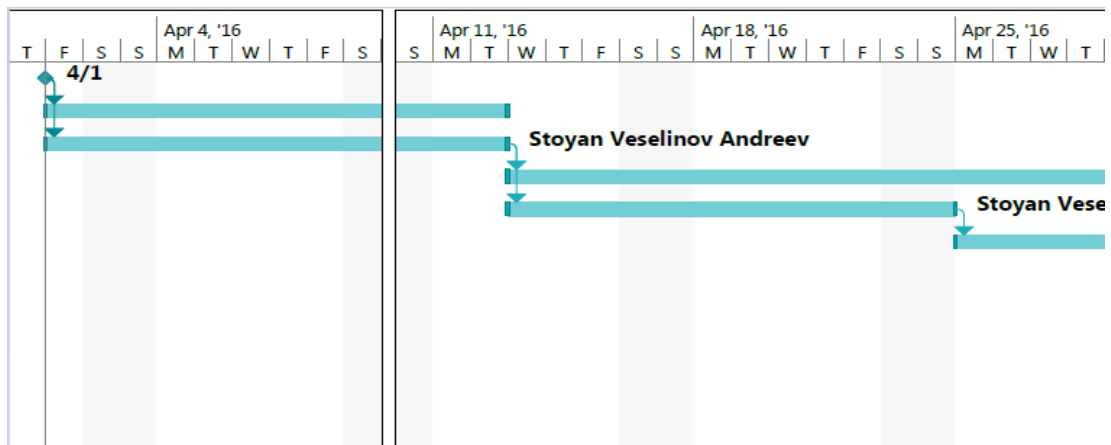 Apr 4, '16 Apr 11, '16 Apr 18, '16 Apr 25, '16
T F S S M T W T F S S M T W T F S S M T W T F S S M T W T
4/1
Stoyan Veselinov Andreev
Stoyan Vese